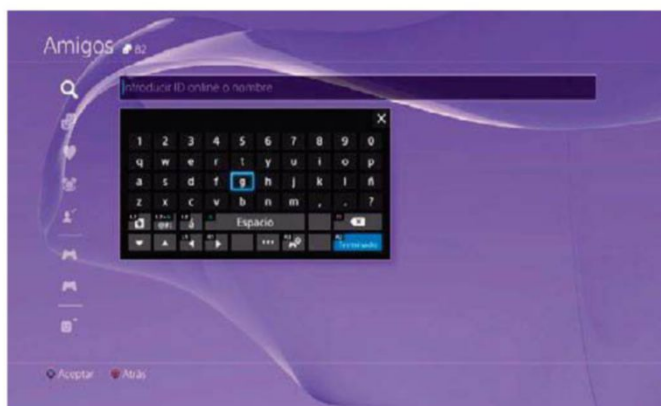 Amigos 82
Introducir ID online o nombre
1 2 3 4 5 6 7 8 9 0
q w e r t y u i o p
a s d f g h j k l ñ
z x c v b n m , . ?
Espacio
...
Terminado
Aceptar Atrás